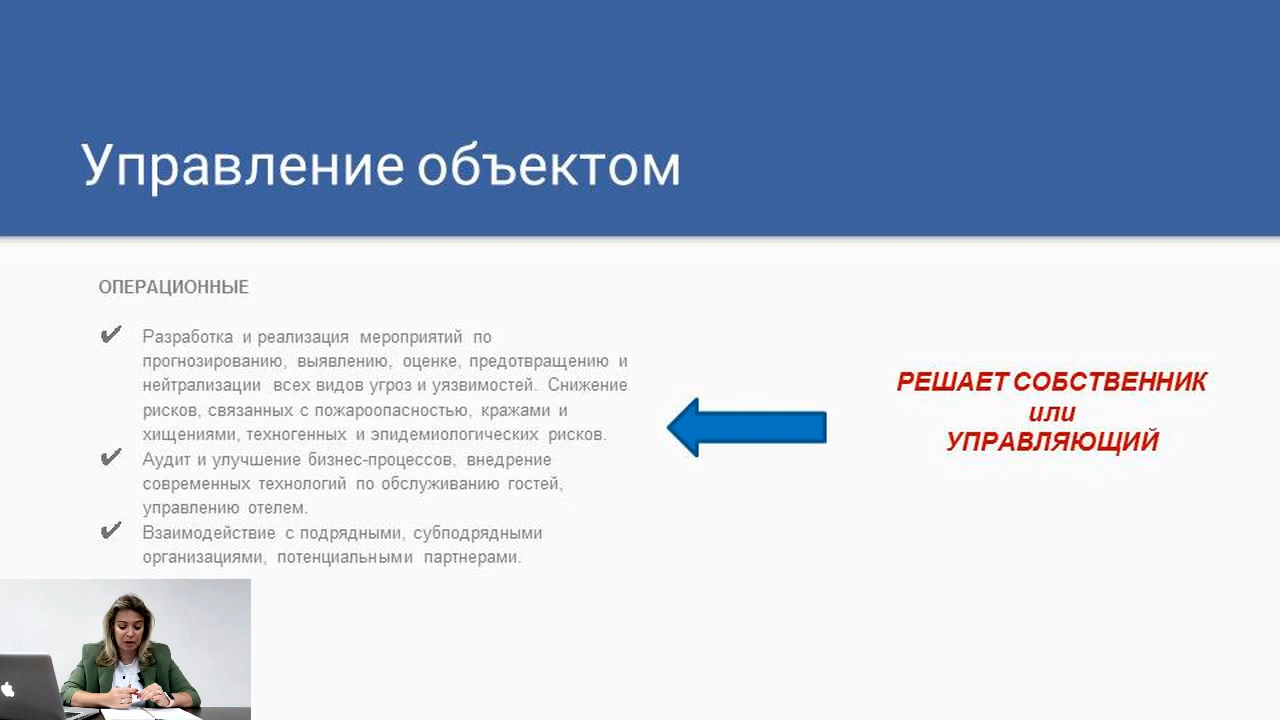 Управление объектом
ОПЕРАЦИОННЫЕ
Разработка и реализация мероприятий по
прогнозированию, выявлению, оценке, предотвращению и
нейтрализации всех видов угроз и уязвимостей. Снижение
рисков, связанных с пожароопасностью, кражами и
хищениями, техногенных и эпидемиологических рисков.
Аудит и улучшение бизнес-процессов, внедрение
современных технологий по обслуживанию гостей,
управлению отелем.
Взаимодействие с подрядными, субподрядными
организациями, потенциальными партнерами.
РЕШАЕТ СОБСТВЕННИК
или
УПРАВЛЯЮЩИЙ